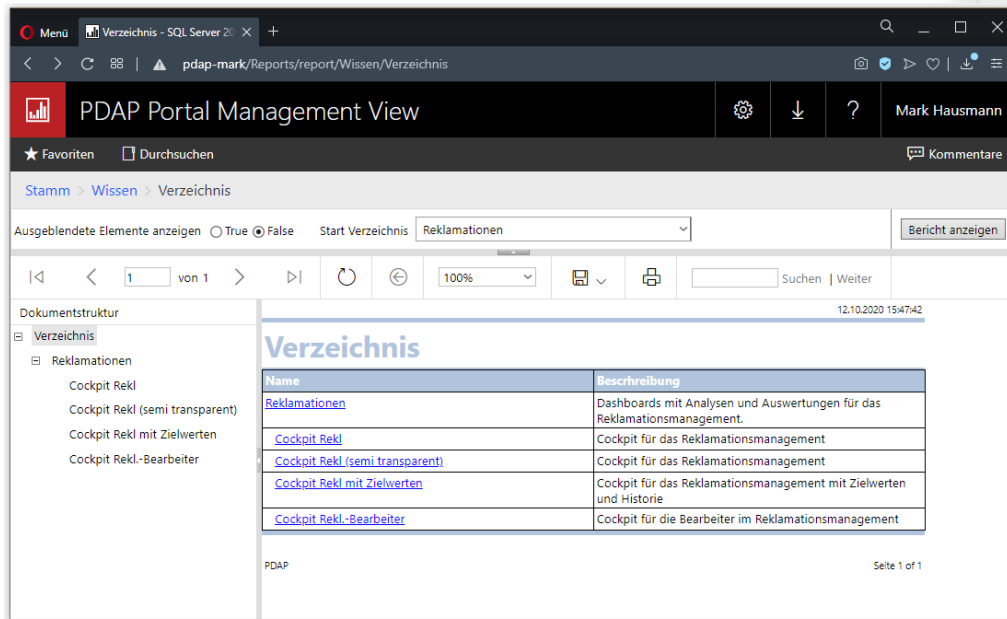 Menü Verzeichnis - SQL Server 20
pdap-mark/Reports/report/Wissen/Verzeichnis
PDAP Portal Management View ? Mark Hausmann
Favoriten Durchsuchen Kommentare
Stamm > Wissen > Verzeichnis
Ausgeblendete Elemente anzeigen True False Start Verzeichnis Reklamationen Bericht anzeigen
1 von 1 100% Suchen | Weiter
Dokumentstruktur
Verzeichnis
Reklamationen
Cockpit Rekl
Cockpit Rekl (semi transparent)
Cockpit Rekl mit Zielwerten
Cockpit Rekl.-Bearbeiter
12.10.2020 15:47:42
Verzeichnis
Name Bescrhreibung
Reklamationen Dashboards mit Analysen und Auswertungen für das
Reklamationsmanagement.
Cockpit Rekl Cockpit für das Reklamationsmanagement
Cockpit Rekl (semi transparent) Cockpit für das Reklamationsmanagement
Cockpit Rekl mit Zielwerten Cockpit für das Reklamationsmanagement mit Zielwerten
und Historie
Cockpit Rekl.-Bearbeiter Cockpit für die Bearbeiter im Reklamationsmanagement
PDAP Seite 1 of 1